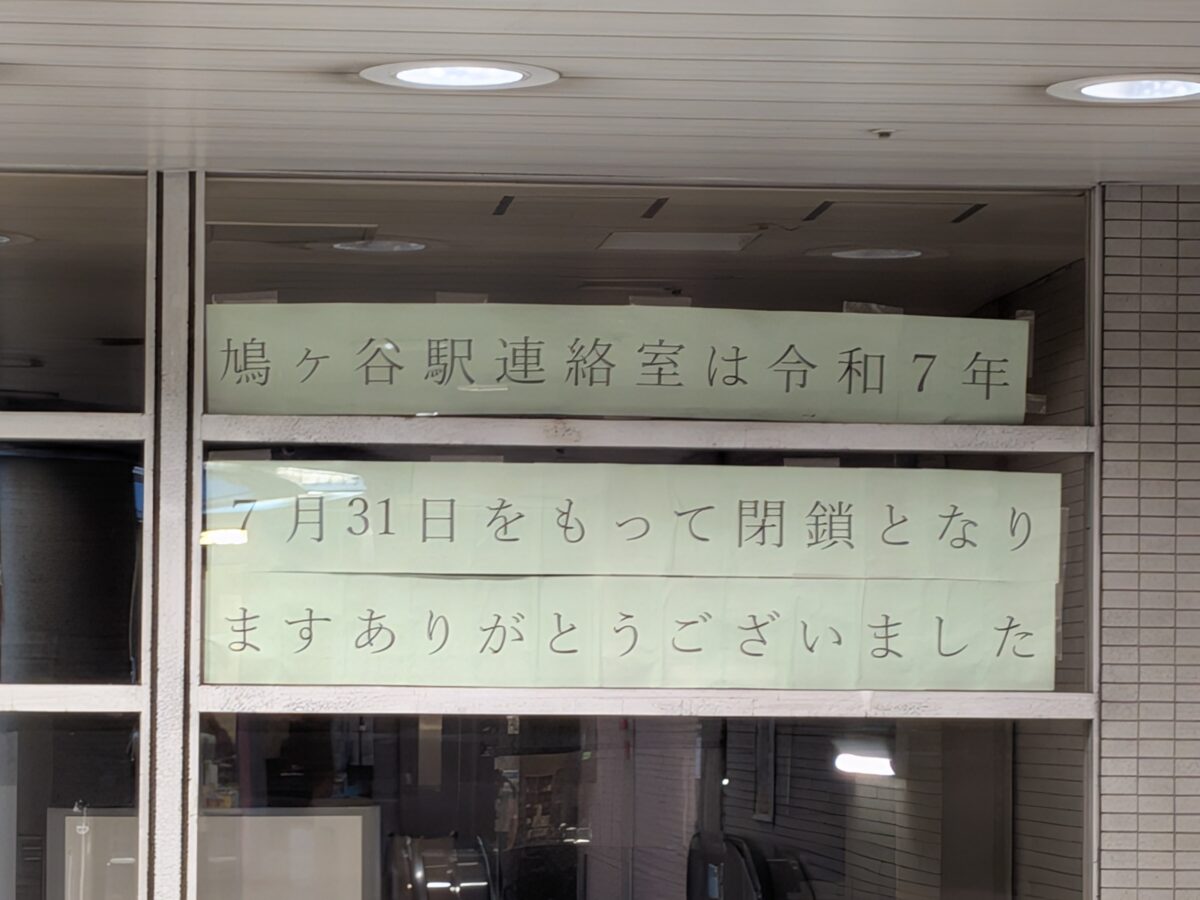 鳩ヶ谷駅連絡室は令和7年
7月31日をもって閉鎖となり
ますありがとうございました